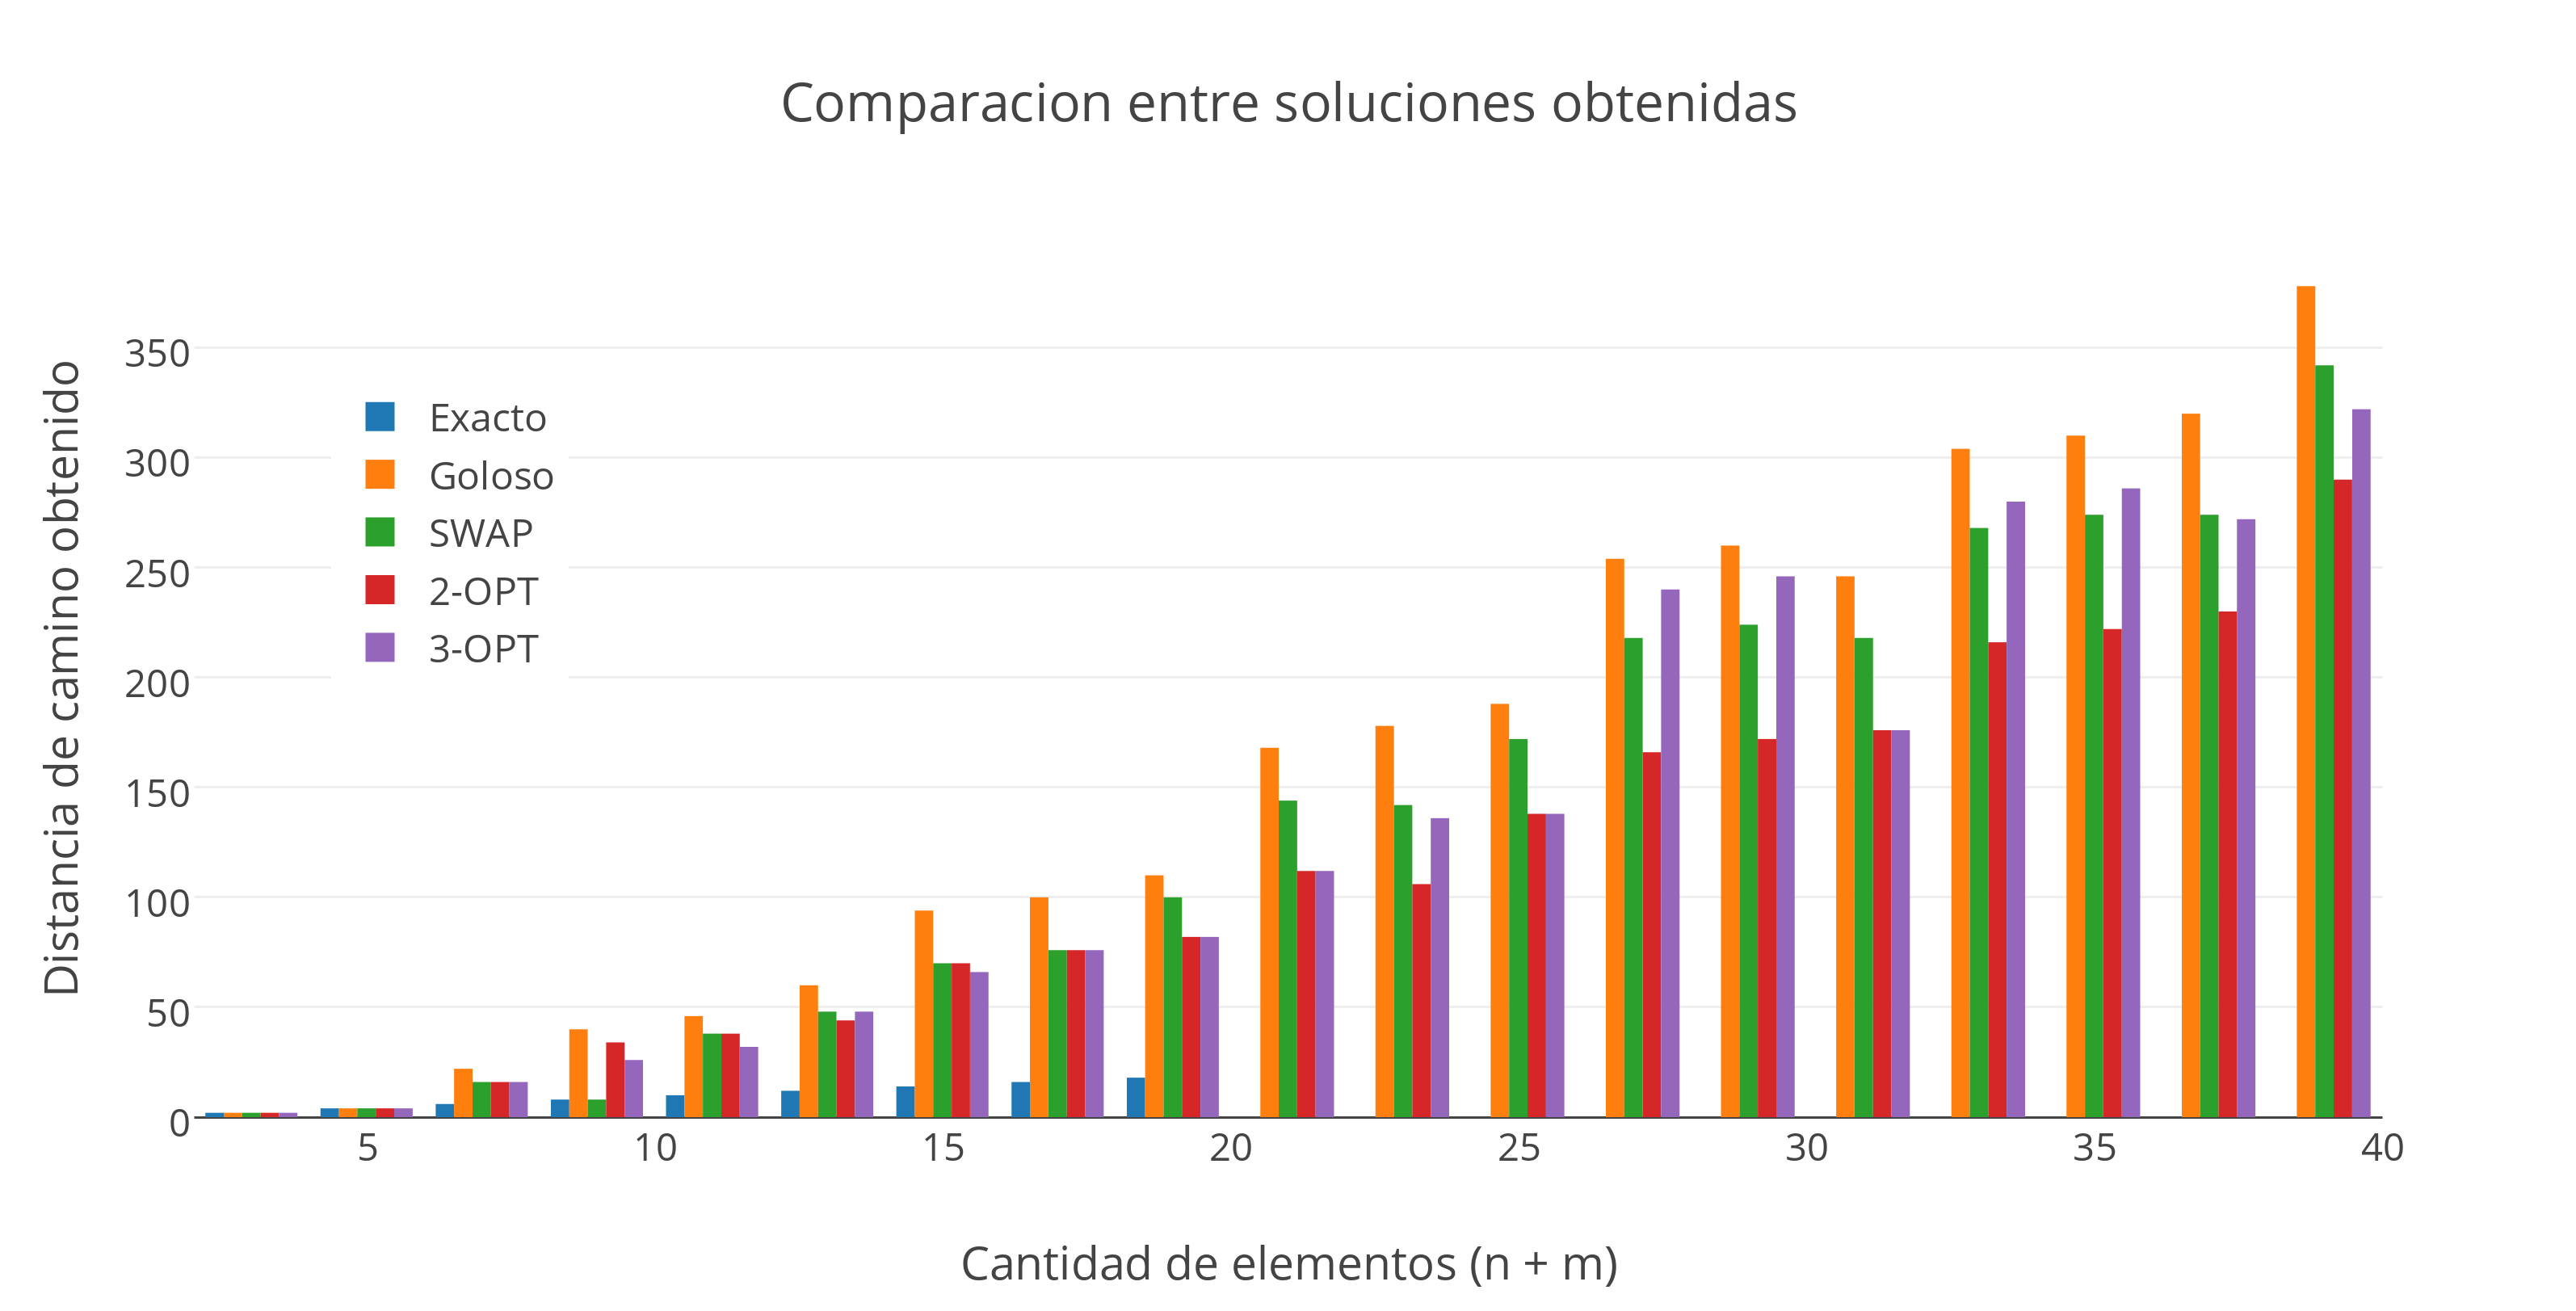 Comparacion entre soluciones obtenidas
Distancia de camino obtenido
350
300
250
200
150
100
50
0
Exacto
Goloso
SWAP
2-OPT
3-OPT
5 10 15 20 25 30 35 40
Cantidad de elementos (n + m)